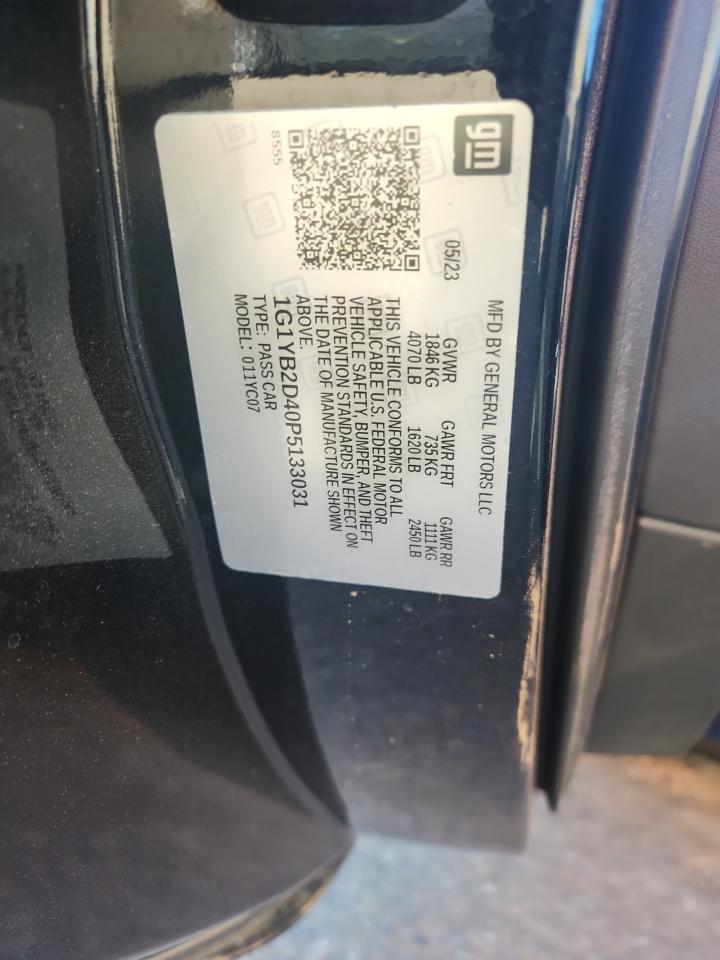 gm
MFD BY GENERAL MOTORS LLC
05/23
GVWR GAWR FRT GAWR RR
1846 KG 735 KG 1111 KG
4070 LB 1620 LB 2450 LB
THIS VEHICLE CONFORMS TO ALL
APPLICABLE U.S. FEDERAL MOTOR
VEHICLE SAFETY, BUMPER, AND THEFT
PREVENTION STANDARDS IN EFFECT ON
THE DATE OF MANUFACTURE SHOWN
ABOVE.
1G1YB2D40P5133031
TYPE: PASS CAR
MODEL: 011YC07
8555